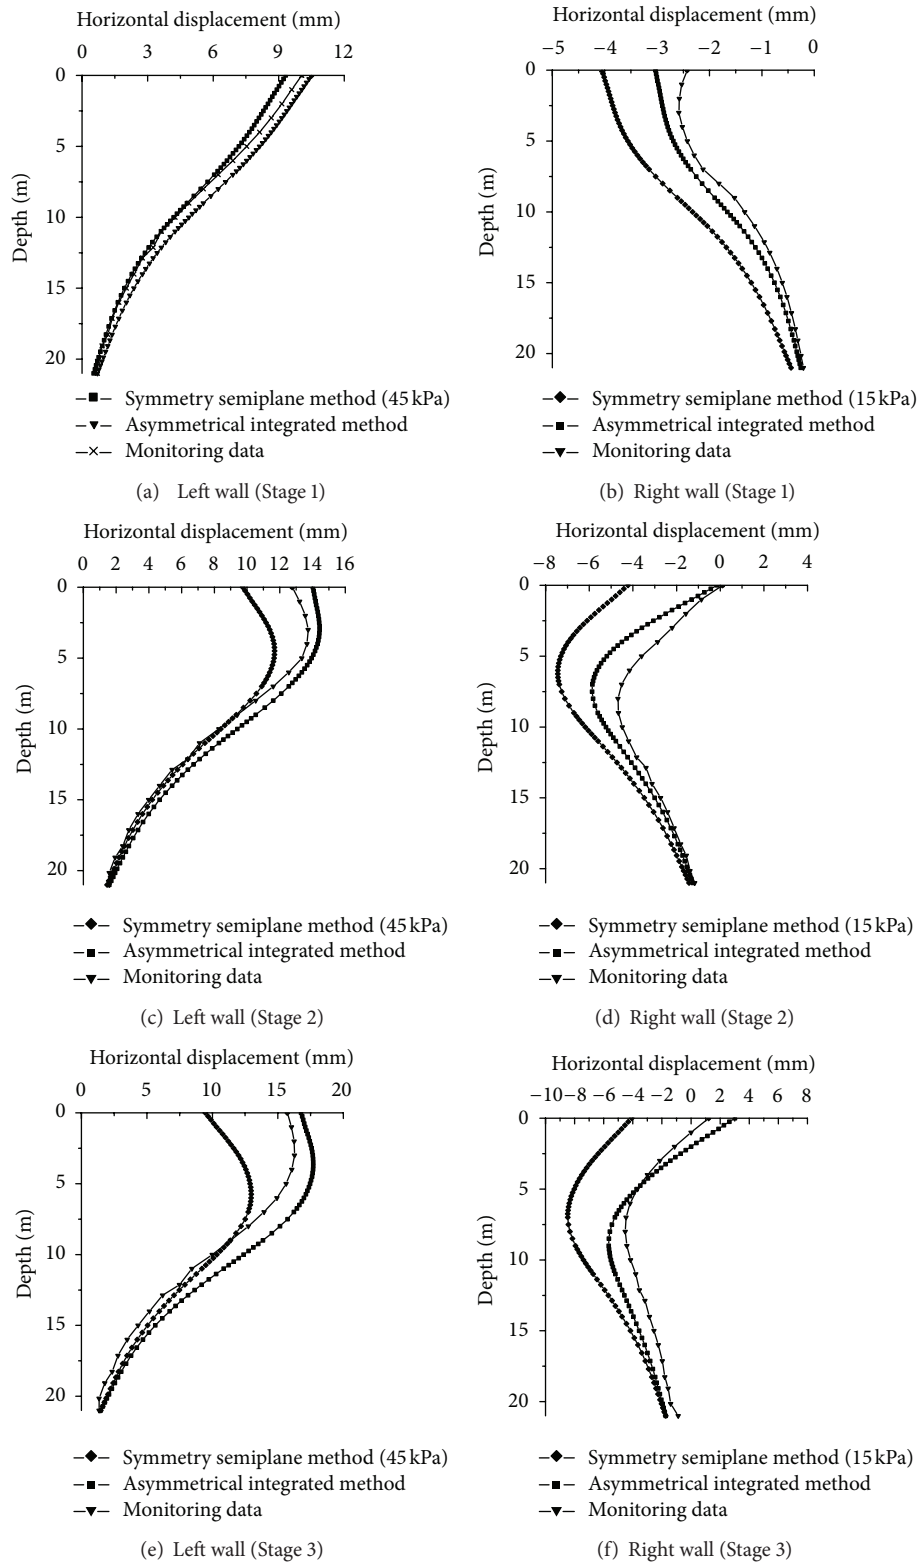 Horizontal displacement (mm)
0 3 6 9 12
0
5
10
15
20
Depth (m)
Symmetry semiplane method (45 kPa)
Asymmetrical integrated method
Monitoring data
(a) Left wall (Stage 1)
Horizontal displacement (mm)
−5 −4 −3 −2 −1 0
0
5
10
15
20
Depth (m)
Symmetry semiplane method (15 kPa)
Asymmetrical integrated method
Monitoring data
(b) Right wall (Stage 1)
Horizontal displacement (mm)
0 2 4 6 8 10 12 14 16
0
5
10
15
20
Depth (m)
Symmetry semiplane method (45 kPa)
Asymmetrical integrated method
Monitoring data
(c) Left wall (Stage 2)
Horizontal displacement (mm)
−8 −6 −4 −2 0 2 4
0
5
10
15
20
Depth (m)
Symmetry semiplane method (15 kPa)
Asymmetrical integrated method
Monitoring data
(d) Right wall (Stage 2)
Horizontal displacement (mm)
0 5 10 15 20
0
5
10
15
20
Depth (m)
Symmetry semiplane method (45 kPa)
Asymmetrical integrated method
Monitoring data
(e) Left wall (Stage 3)
Horizontal displacement (mm)
−10 −8 −6 −4 −2 0 2 4 6 8
0
5
10
15
20
Depth (m)
Symmetry semiplane method (15 kPa)
Asymmetrical integrated method
Monitoring data
(f) Right wall (Stage 3)